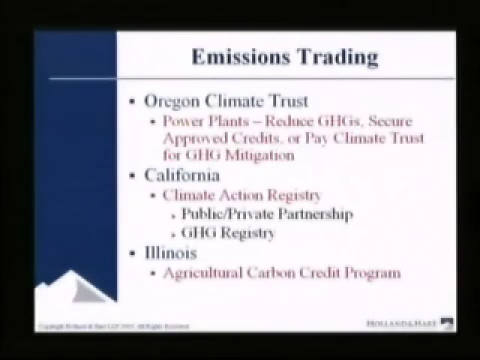 Emissions Trading
• Oregon Climate Trust
• Power Plants – Reduce GHGs, Secure
Approved Credits, or Pay Climate Trust
for GHG Mitigation
• California
• Climate Action Registry
• Public/Private Partnership
• GHG Registry
• Illinois
• Agricultural Carbon Credit Program
HOLLAND & HART